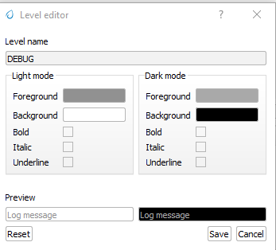 Level editor
Level name
DEBUG
Light mode
Foreground
Background
Bold
Italic
Underline
Dark mode
Foreground
Background
Bold
Italic
Underline
Preview
Log message
Log message
Reset
Save
Cancel